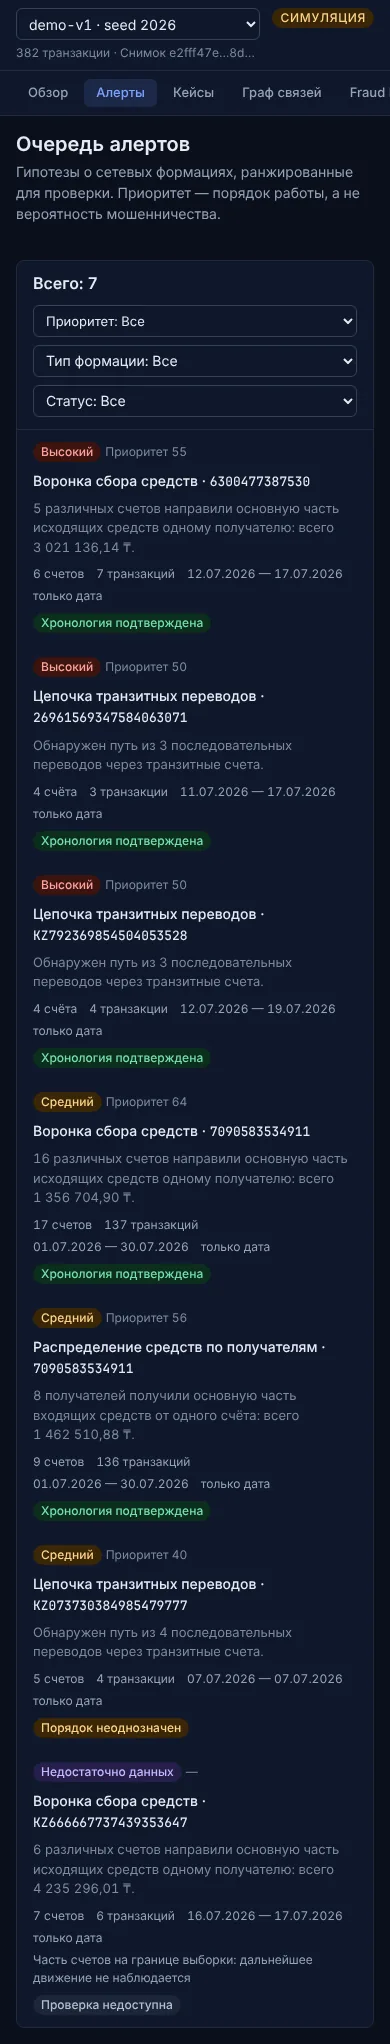 demo-v1 · seed 2026
СИМУЛЯЦИЯ
382 транзакции · Снимок e2fff47e…8d…
Обзор Алерты Кейсы Граф связей Fraud
Очередь алертов
Гипотезы о сетевых формациях, ранжированные
для проверки. Приоритет — порядок работы, а не
вероятность мошенничества.
Всего: 7
Приоритет: Все
Тип формации: Все
Статус: Все
Высокий Приоритет 55
Воронка сбора средств · 6300477387530
5 различных счетов направили основную часть
исходящих средств одному получателю: всего
3 021 136,14 ₸.
6 счетов 7 транзакций 12.07.2026 — 17.07.2026
только дата
Хронология подтверждена
Высокий Приоритет 50
Цепочка транзитных переводов ·
26961569347584063071
Обнаружен путь из 3 последовательных
переводов через транзитные счета.
4 счёта 3 транзакции 11.07.2026 — 17.07.2026
только дата
Хронология подтверждена
Высокий Приоритет 50
Цепочка транзитных переводов ·
KZ792369854504053528
Обнаружен путь из 3 последовательных
переводов через транзитные счета.
4 счёта 4 транзакции 12.07.2026 — 19.07.2026
только дата
Хронология подтверждена
Средний Приоритет 64
Воронка сбора средств · 7090583534911
16 различных счетов направили основную часть
исходящих средств одному получателю: всего
1 356 704,90 ₸.
17 счетов 137 транзакций
01.07.2026 — 30.07.2026 только дата
Хронология подтверждена
Средний Приоритет 56
Распределение средств по получателям ·
7090583534911
8 получателей получили основную часть
входящих средств от одного счёта: всего
1 462 510,88 ₸.
9 счетов 136 транзакций
01.07.2026 — 30.07.2026 только дата
Хронология подтверждена
Средний Приоритет 40
Цепочка транзитных переводов ·
KZ073730384985479777
Обнаружен путь из 4 последовательных
переводов через транзитные счета.
5 счетов 4 транзакции 07.07.2026 — 07.07.2026
только дата
Порядок неоднозначен
Недостаточно данных —
Воронка сбора средств ·
KZ666667737439353647
6 различных счетов направили основную часть
исходящих средств одному получателю: всего
4 235 296,01 ₸.
7 счетов 6 транзакций 16.07.2026 — 17.07.2026
только дата
Часть счетов на границе выборки: дальнейшее
движение не наблюдается
Проверка недоступна